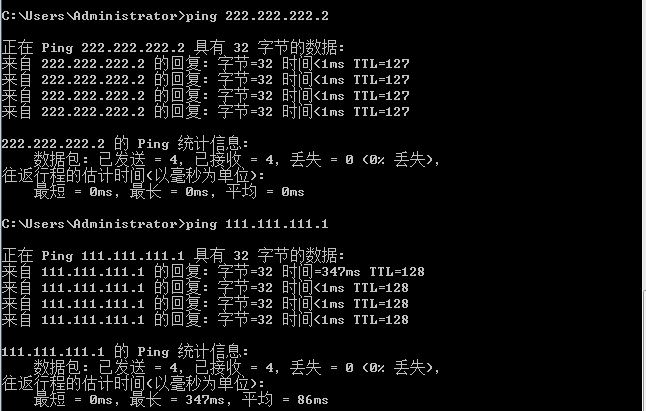 C:\Users\Administrator>ping 222.222.222.2
正在 Ping 222.222.222.2 具有 32 字节的数据:
来自 222.222.222.2 的回复: 字节=32 时间<1ms TTL=127
来自 222.222.222.2 的回复: 字节=32 时间<1ms TTL=127
来自 222.222.222.2 的回复: 字节=32 时间<1ms TTL=127
来自 222.222.222.2 的回复: 字节=32 时间<1ms TTL=127
222.222.222.2 的 Ping 统计信息:
数据包: 已发送 = 4, 已接收 = 4, 丢失 = 0 (0% 丢失),
往返行程的估计时间(以毫秒为单位):
最短 = 0ms, 最长 = 0ms, 平均 = 0ms
C:\Users\Administrator>ping 111.111.111.1
正在 Ping 111.111.111.1 具有 32 字节的数据:
来自 111.111.111.1 的回复: 字节=32 时间=347ms TTL=128
来自 111.111.111.1 的回复: 字节=32 时间<1ms TTL=128
来自 111.111.111.1 的回复: 字节=32 时间<1ms TTL=128
来自 111.111.111.1 的回复: 字节=32 时间<1ms TTL=128
111.111.111.1 的 Ping 统计信息:
数据包: 已发送 = 4, 已接收 = 4, 丢失 = 0 (0% 丢失),
往返行程的估计时间(以毫秒为单位):
最短 = 0ms, 最长 = 347ms, 平均 = 86ms